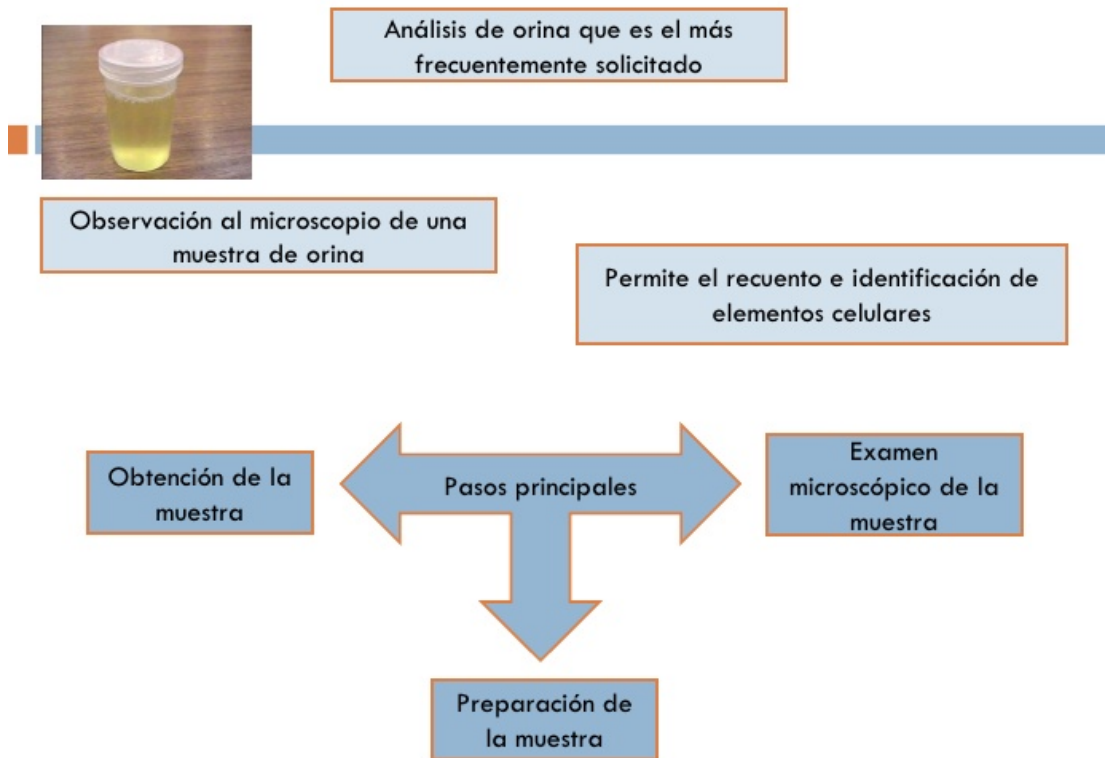 Análisis de orina que es el más
frecuentemente solicitado
Observación al microscopio de una
muestra de orina
Permite el recuento e identificación de
elementos celulares
Obtención de la
muestra
Pasos principales
Examen
microscópico de la
muestra
Preparación de
la muestra